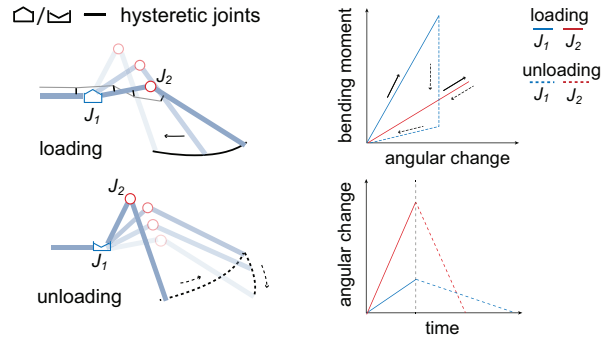 / — hysteretic joints
J2
J1
loading
J2
J1
unloading
bending moment
angular change
loading
J1 J2
unloading
J1 J2
angular change
time